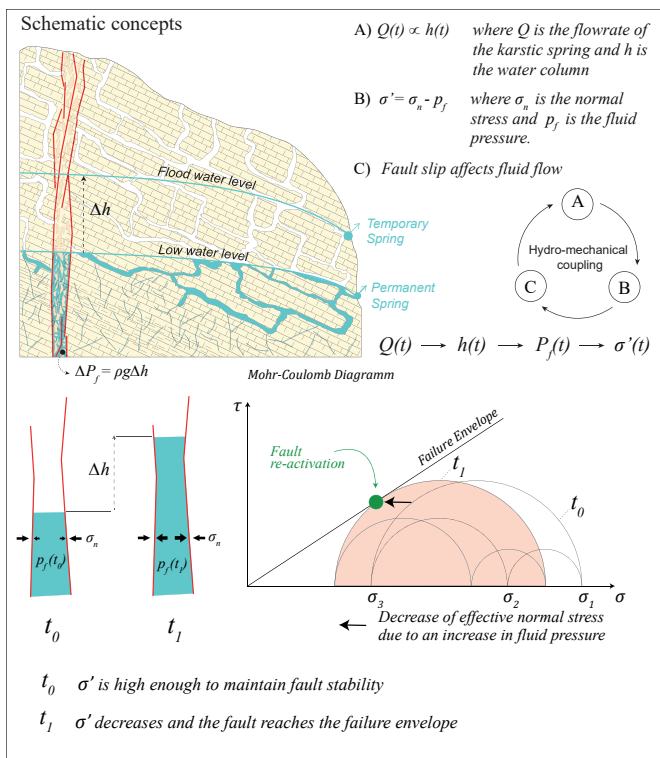 Schematic concepts
A) Q(t) ∝ h(t) where Q is the flowrate of
the karstic spring and h is
the water column
B) σ'= σn - pf where σn is the normal
stress and pf is the fluid
pressure.
C) Fault slip affects fluid flow
Flood water level
Δh
Temporary
Spring
Low water level
Permanent
Spring
ΔPf = ρgΔh
A
Hydro-mechanical
coupling
C
B
Q(t) → h(t) → Pf(t) → σ'(t)
Mohr-Coulomb Diagramm
Δh
σn
pf(t0)
t0
σn
pf(t1)
t1
τ
Failure Envelope
Fault
re-activation
t1
t0
σ3
σ2
σ1
σ
Decrease of effective normal stress
due to an increase in fluid pressure
t0 σ' is high enough to maintain fault stability
t1 σ' decreases and the fault reaches the failure envelope